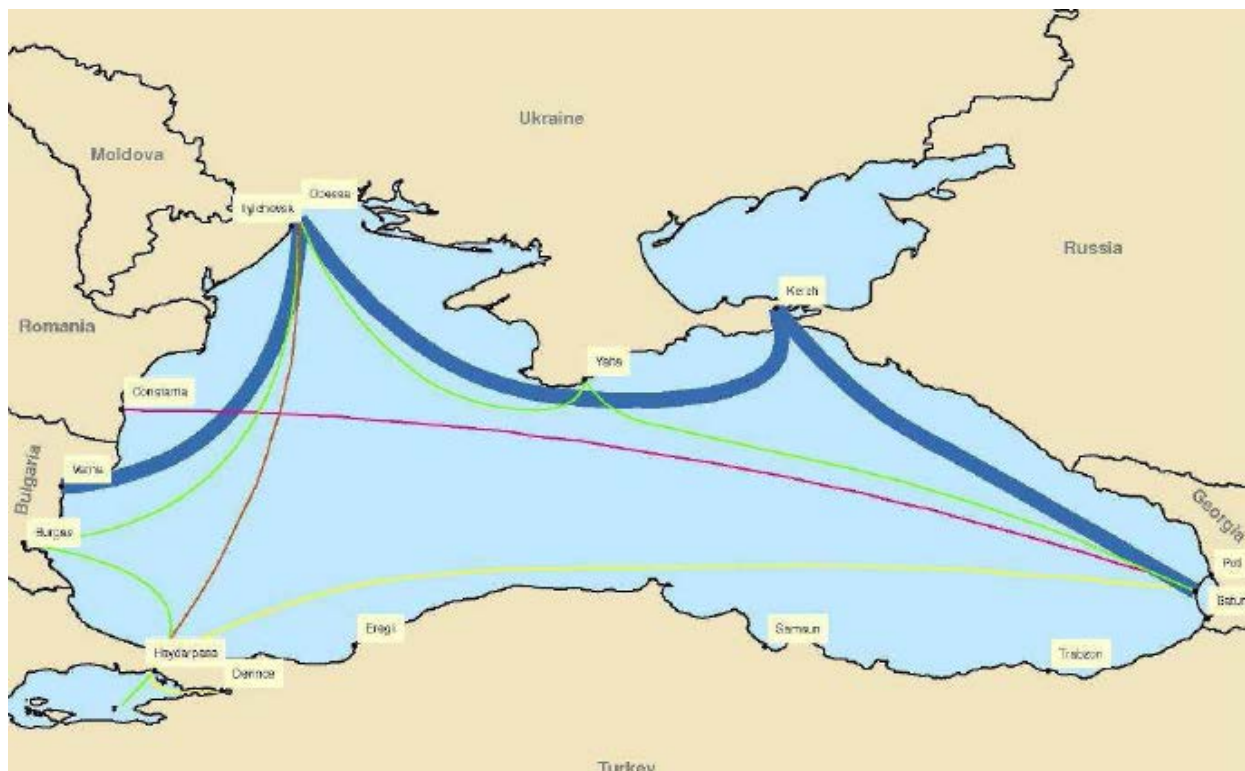 Ukraine
Moldova
Odessa
Ilyichevsk
Russia
Kerch
Romania
Yalta
Constanta
Bulgaria
Varna
Georgia
Burgas
Poti
Batum
Eregli
Samsun
Haydarpasa
Trabzon
Derince
Turkey